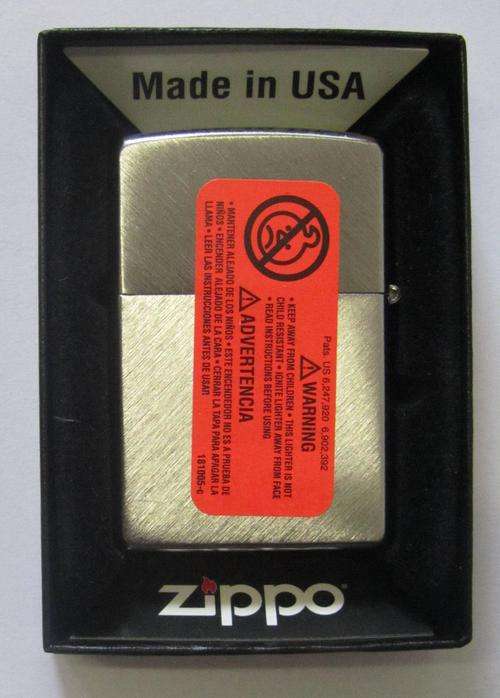 Made in USA
Pats. US 6,247,920 6,902,392
⚠WARNING
• KEEP AWAY FROM CHILDREN • THIS LIGHTER IS NOT
CHILD RESISTANT • IGNITE LIGHTER AWAY FROM FACE
• READ INSTRUCTIONS BEFORE USING
⚠ADVERTENCIA
• MANTENER ALEJADO DE LOS NIÑOS • ESTE ENCENDEDOR NO ES A PRUEBA DE
NIÑOS • ENCENDER ALEJADO DE LA CARA • CERRAR LA TAPA PARA APAGAR LA
LLAMA • LEER LAS INSTRUCCIONES ANTES DE USAR
181005-c
zippo